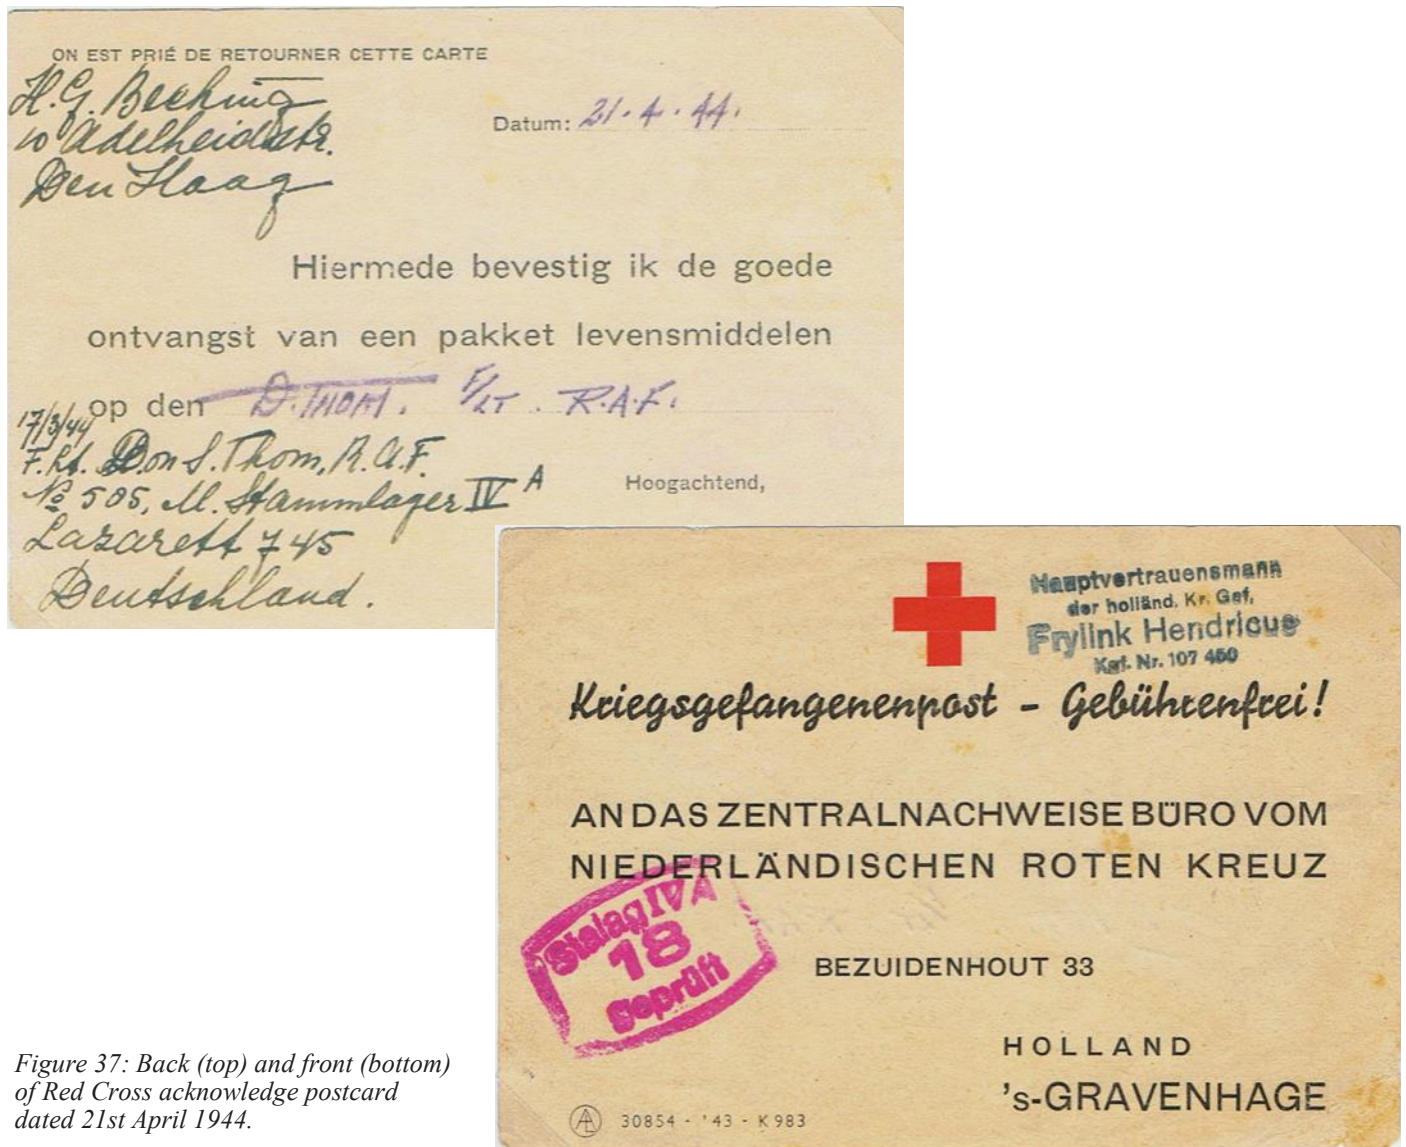 ON EST PRIÉ DE RETOURNER CETTE CARTE
H.G. Becking
10 Adelheidstr.
Den Haag
Datum: 21.4.44.
Hiermede bevestig ik de goede
ontvangst van een pakket levensmiddelen
op den D. THOM. F/LT. R.A.F.
17/3/44
F.Lt. Don S. Thom, R.A.F.
No 505, M. Stammlager IV A
Lazarett 745
Deutschland.
Hoogachtend,
Hauptvertrauensmann
der holländ. Kr. Gef.
Frylink Hendricus
Kgf. Nr. 107 450
Kriegsgefangenenpost - Gebührenfrei!
AN DAS ZENTRALNACHWEISEBÜRO VOM
NIEDERLÄNDISCHEN ROTEN KREUZ
Stalag IV A
18
geprüft
BEZUIDENHOUT 33
HOLLAND
's-GRAVENHAGE
30854 - '43 - K 983
Figure 37: Back (top) and front (bottom)
of Red Cross acknowledge postcard
dated 21st April 1944.